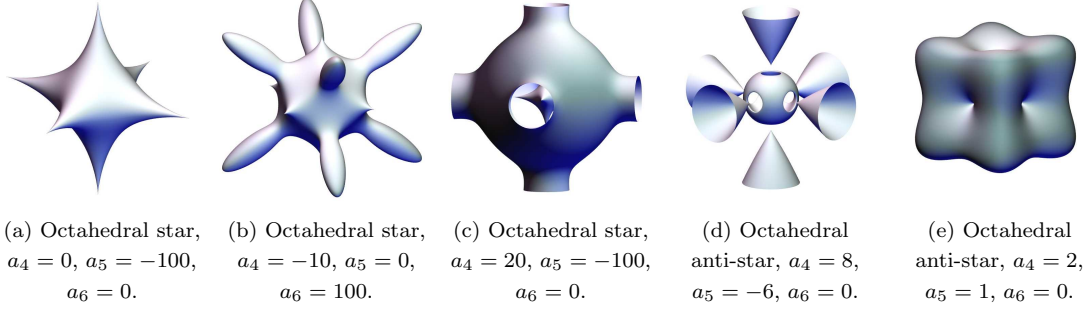 (a) Octahedral star,
a₄ = 0, a₅ = −100,
a₆ = 0.
(b) Octahedral star,
a₄ = −10, a₅ = 0,
a₆ = 100.
(c) Octahedral star,
a₄ = 20, a₅ = −100,
a₆ = 0.
(d) Octahedral
anti-star, a₄ = 8,
a₅ = −6, a₆ = 0.
(e) Octahedral
anti-star, a₄ = 2,
a₅ = 1, a₆ = 0.